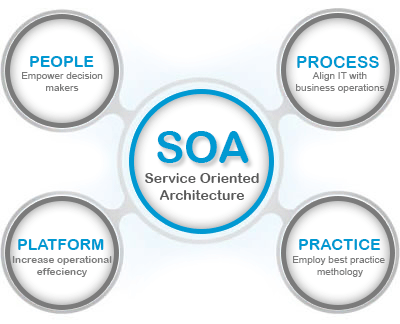 PEOPLE
Empower decision
makers
PROCESS
Align IT with
business operations
SOA
Service Oriented
Architecture
PLATFORM
Increase operational
effeciency
PRACTICE
Employ best practice
methology